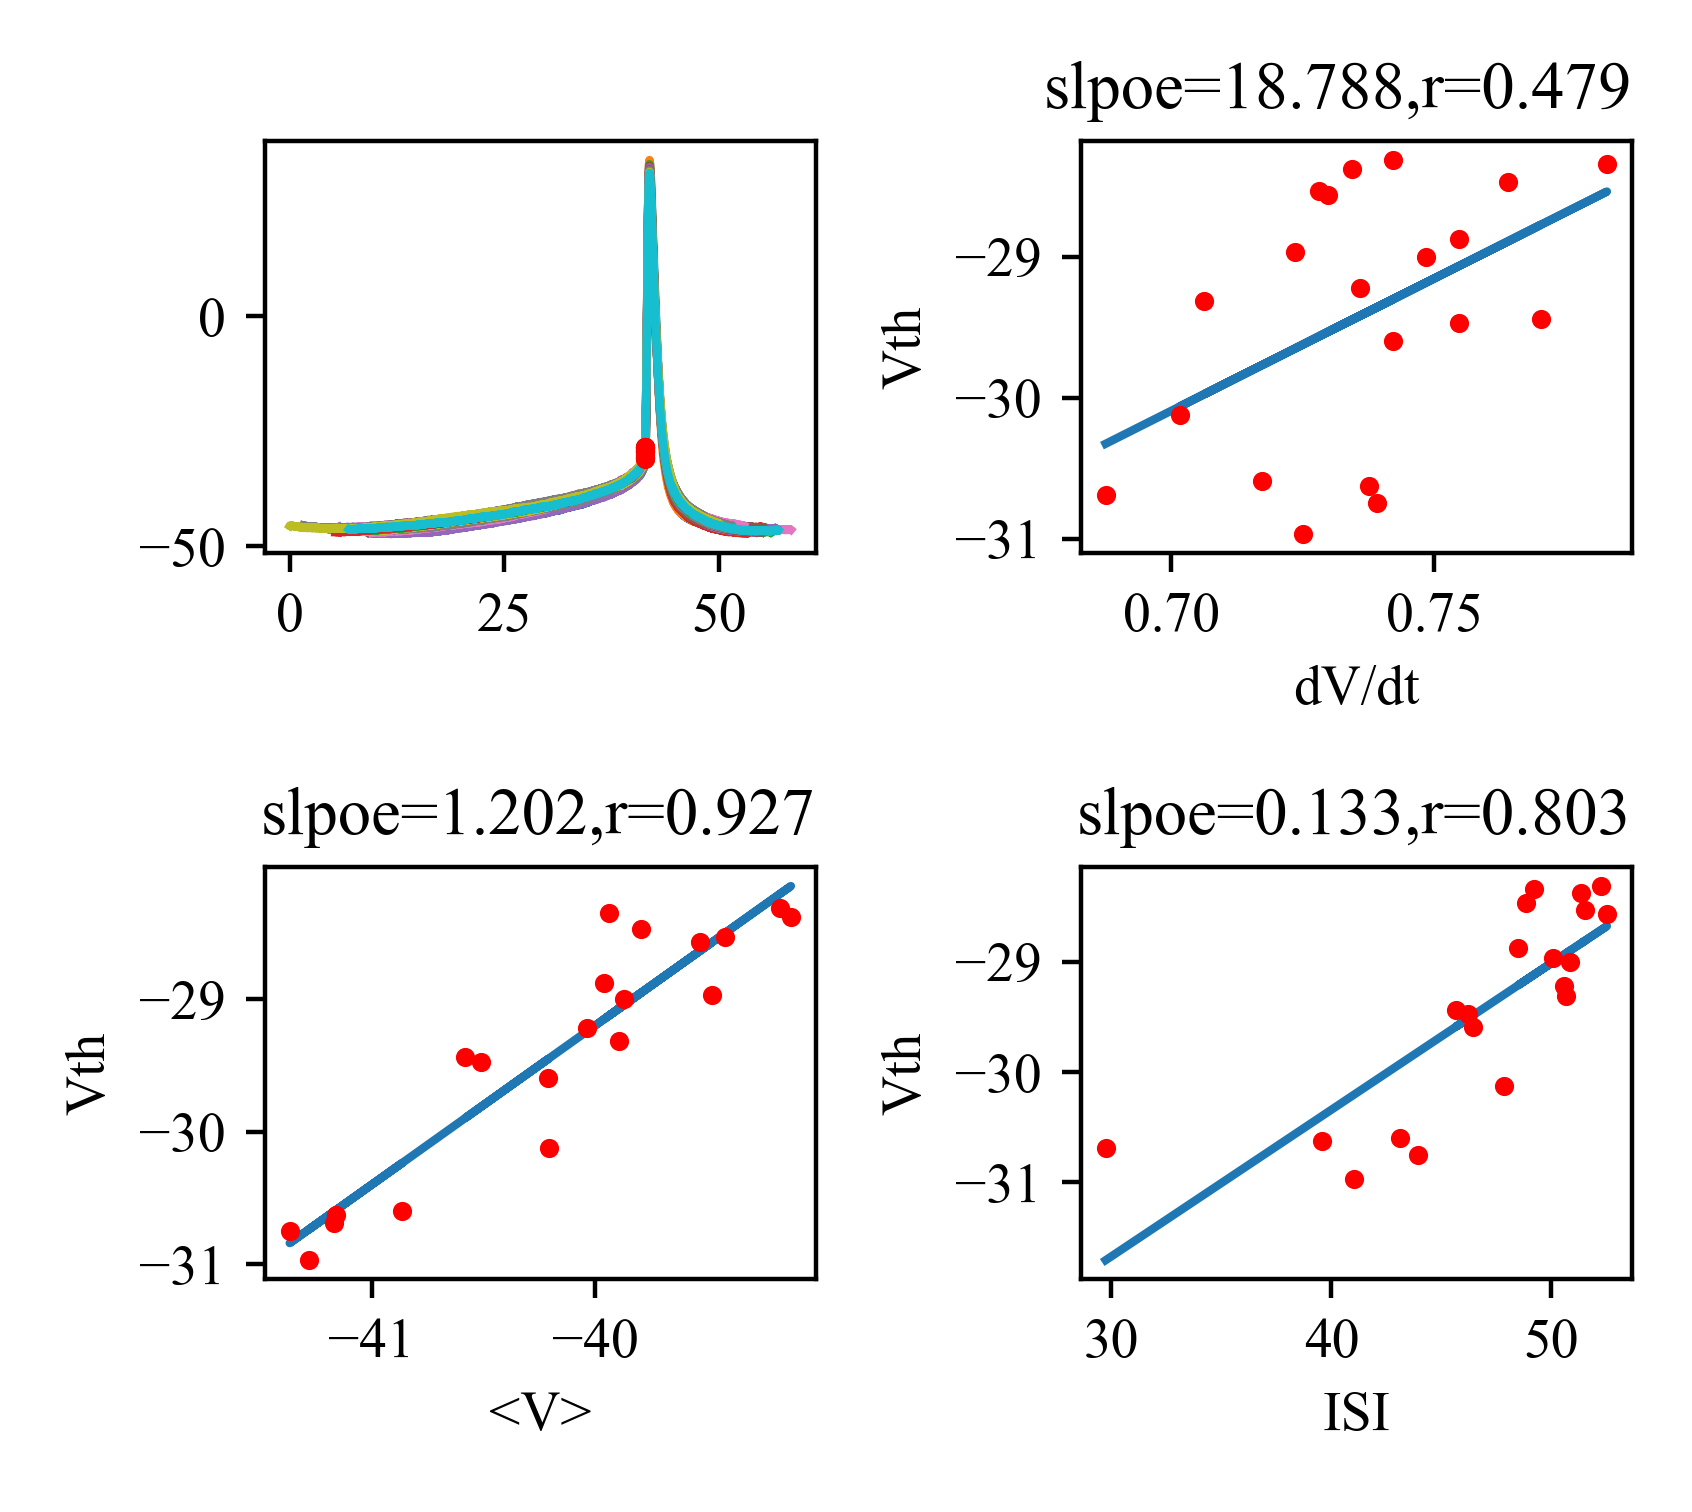 0
−50
0 25 50
slpoe=18.788,r=0.479
Vth
−29
−30
−31
0.70 0.75
dV/dt
slpoe=1.202,r=0.927
Vth
−29
−30
−31
−41 −40
<V>
slpoe=0.133,r=0.803
Vth
−29
−30
−31
30 40 50
ISI